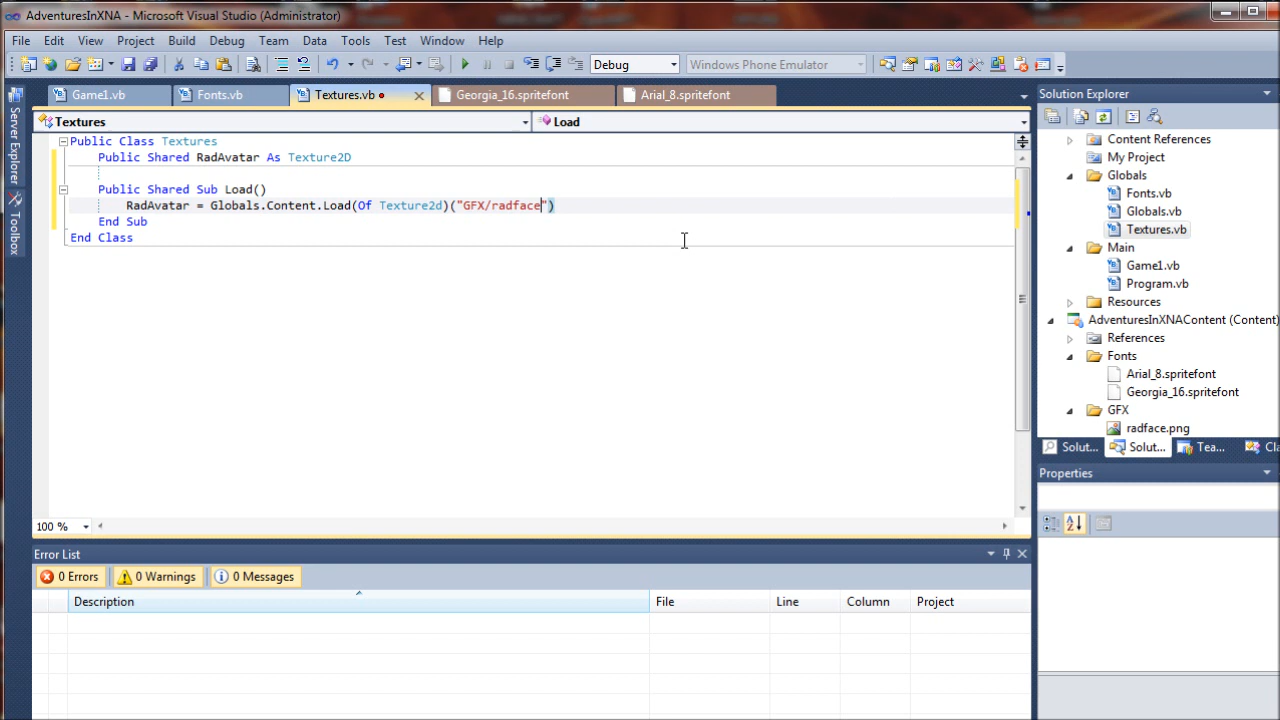 AdventuresInXNA - Microsoft Visual Studio (Administrator)
File Edit View Project Build Debug Team Data Tools Test Window Help
Debug Windows Phone Emulator
Game1.vb Fonts.vb Textures.vb Georgia_16.spritefont Arial_8.spritefont
Textures Load
Server Explorer
Toolbox
Public Class Textures
Public Shared RadAvatar As Texture2D
Public Shared Sub Load()
RadAvatar = Globals.Content.Load(Of Texture2d)("GFX/radface")
End Sub
End Class
100 %
Solution Explorer
Content References
My Project
Globals
Fonts.vb
Globals.vb
Textures.vb
Main
Game1.vb
Program.vb
Resources
AdventuresInXNAContent (Content)
References
Fonts
Arial_8.spritefont
Georgia_16.spritefont
GFX
radface.png
Solut... Solut... Tea... Cl
Properties
Error List
0 Errors 0 Warnings 0 Messages
Description File Line Column Project